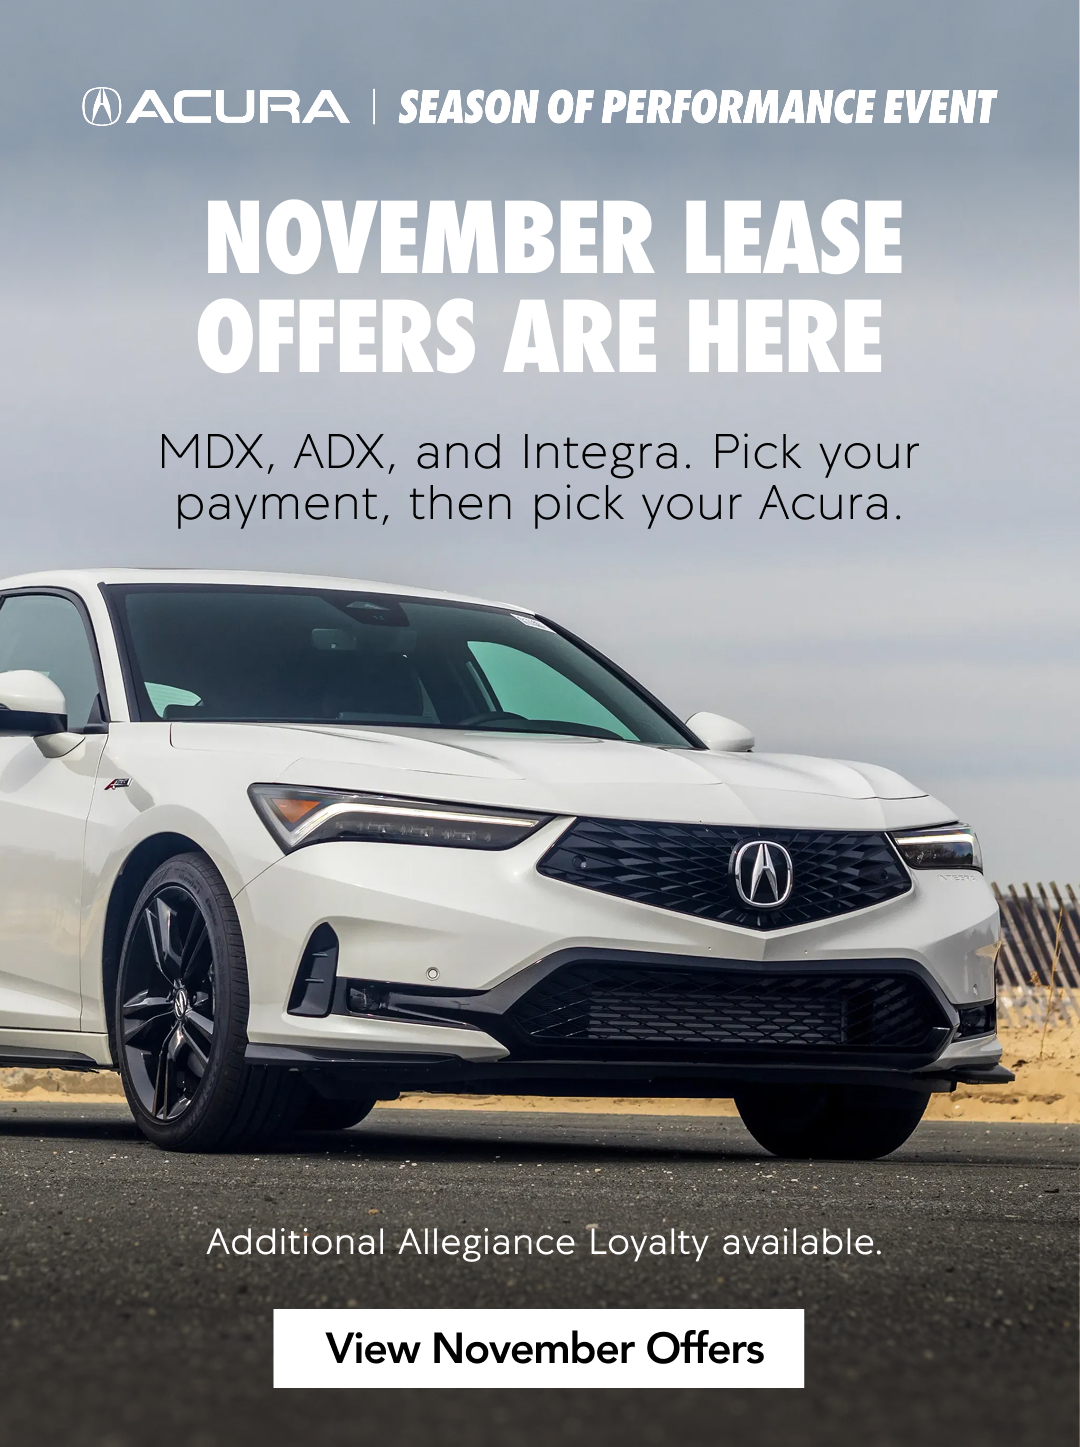 ACURA | SEASON OF PERFORMANCE EVENT
NOVEMBER LEASE
OFFERS ARE HERE
MDX, ADX, and Integra. Pick your
payment, then pick your Acura.
INTEGRA
Additional Allegiance Loyalty available.
View November Offers